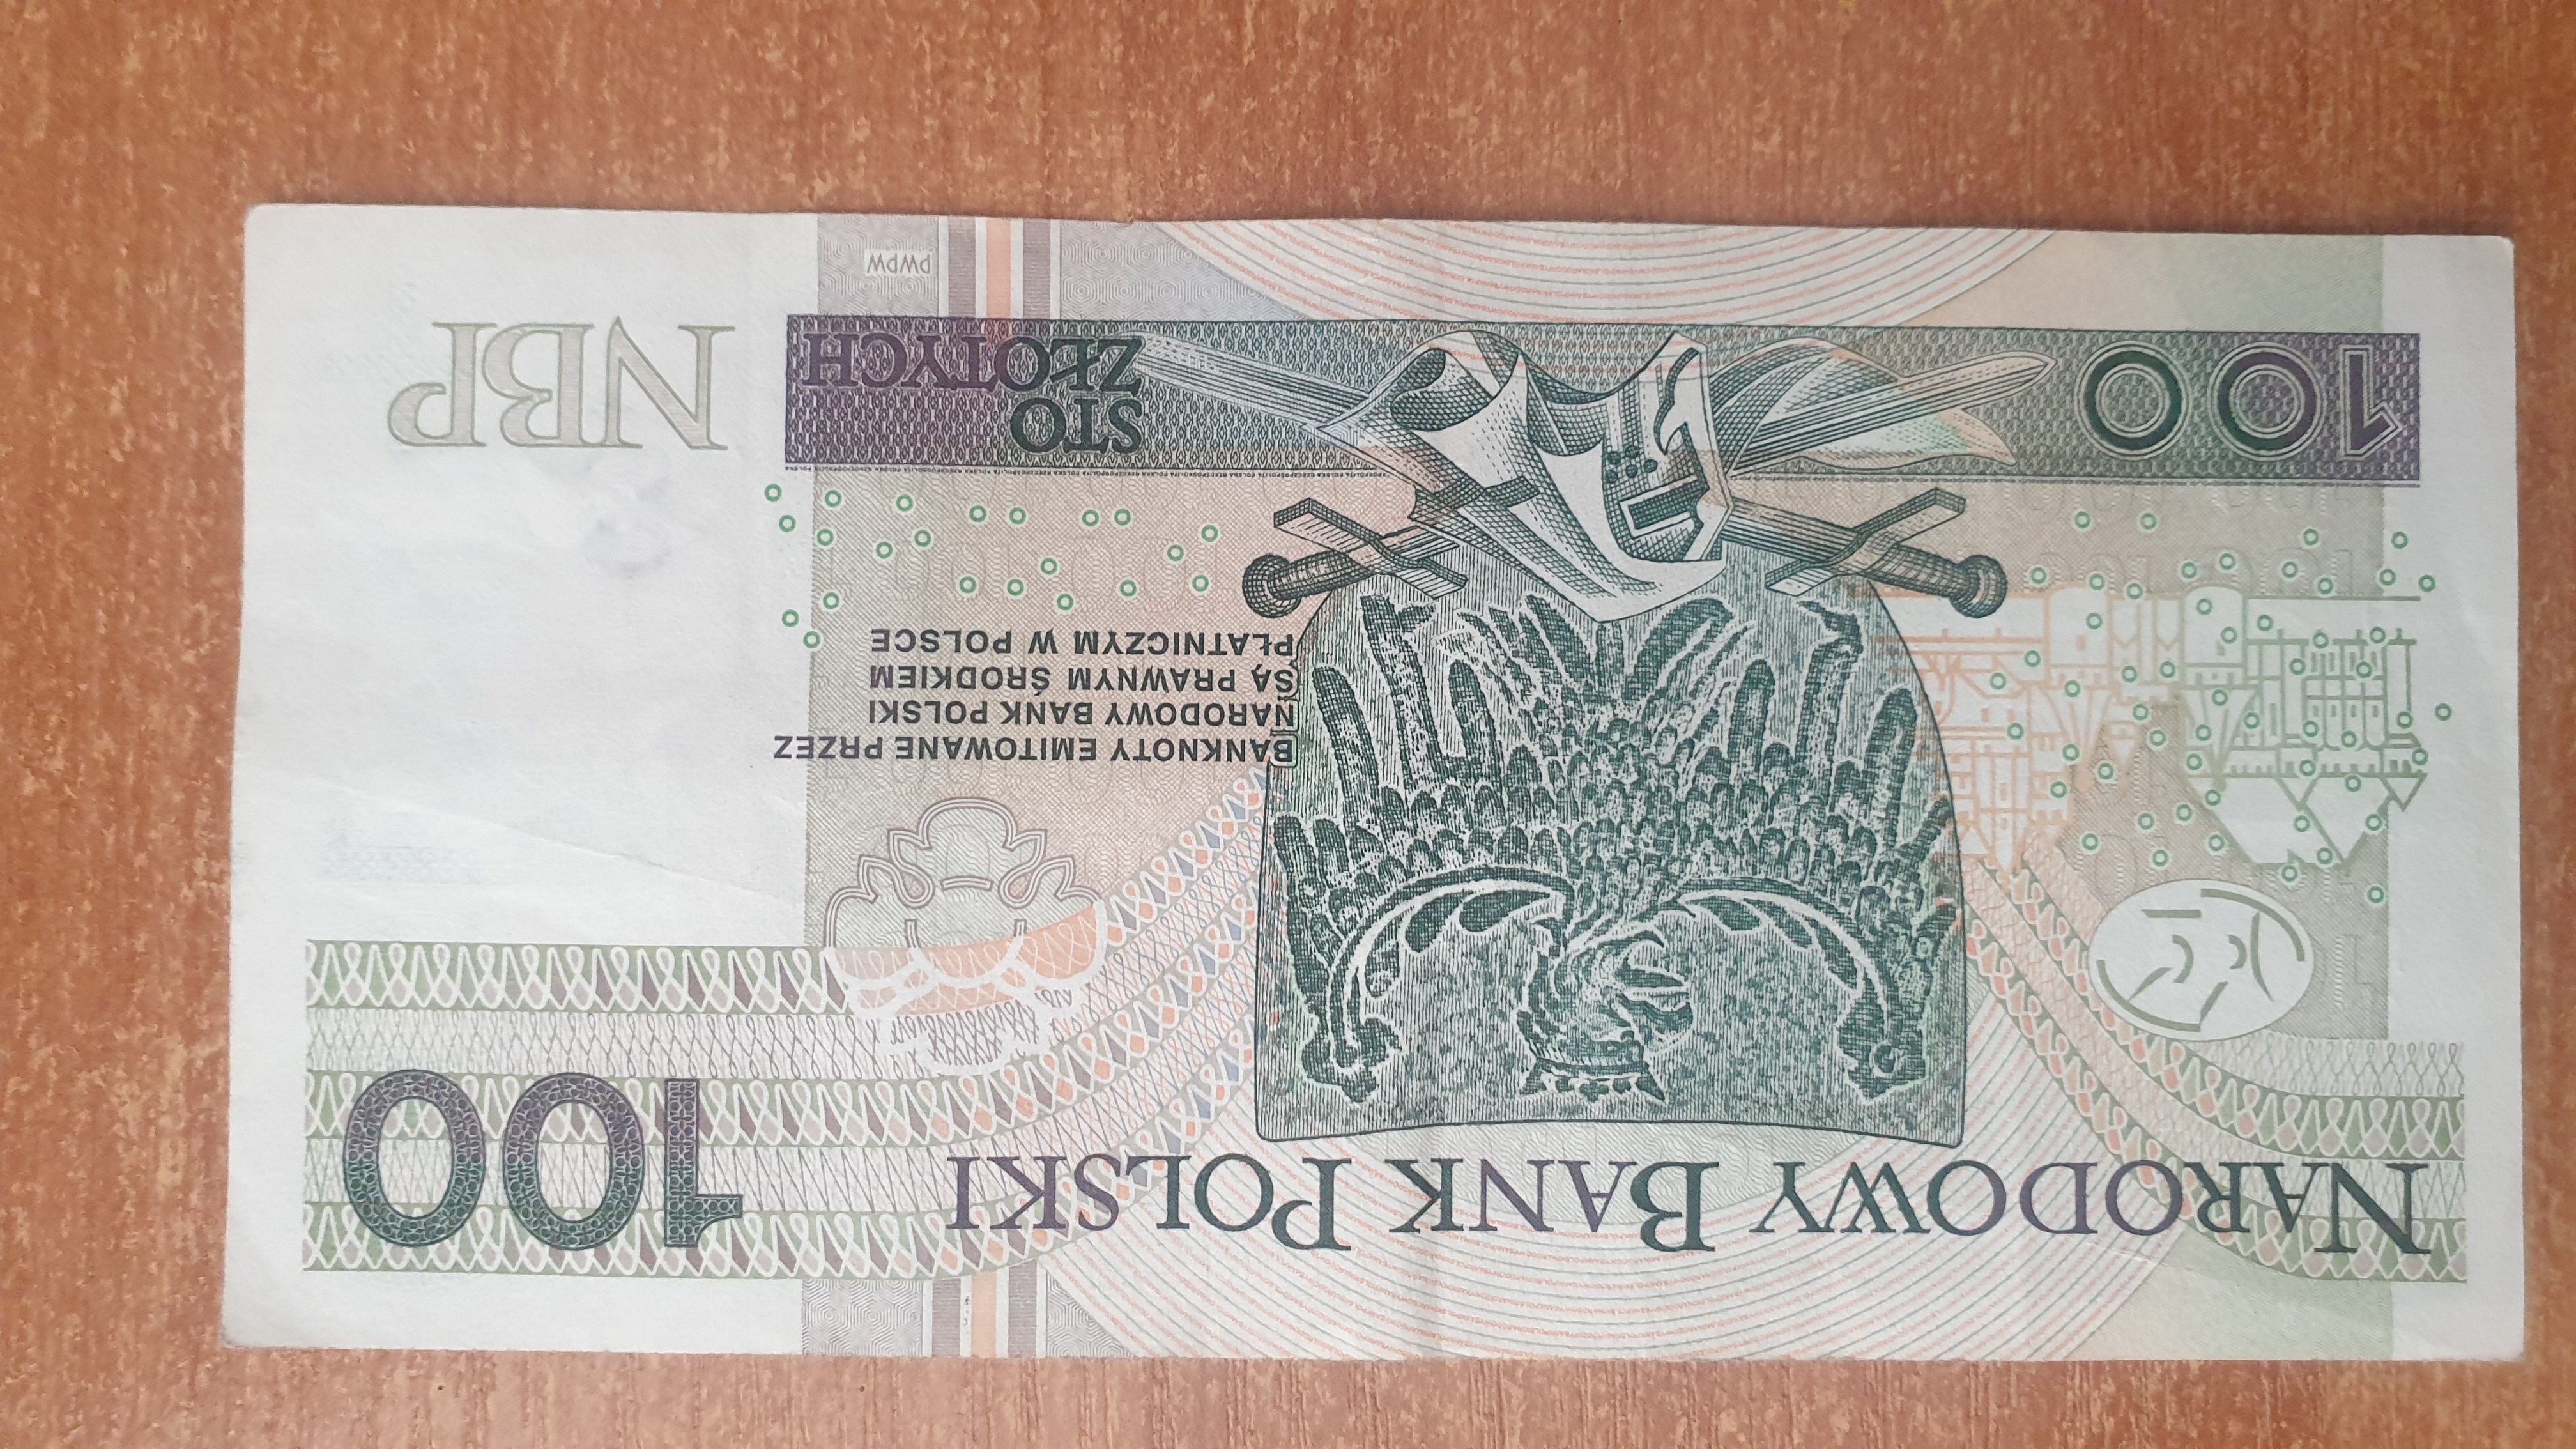 NARODOWY BANK POLSKI
100
BANKNOTY EMITOWANE PRZEZ
NARODOWY BANK POLSKI
SĄ PRAWNYM ŚRODKIEM
PŁATNICZYM W POLSCE
100
STO
ZŁOTYCH
NBP
PWPW